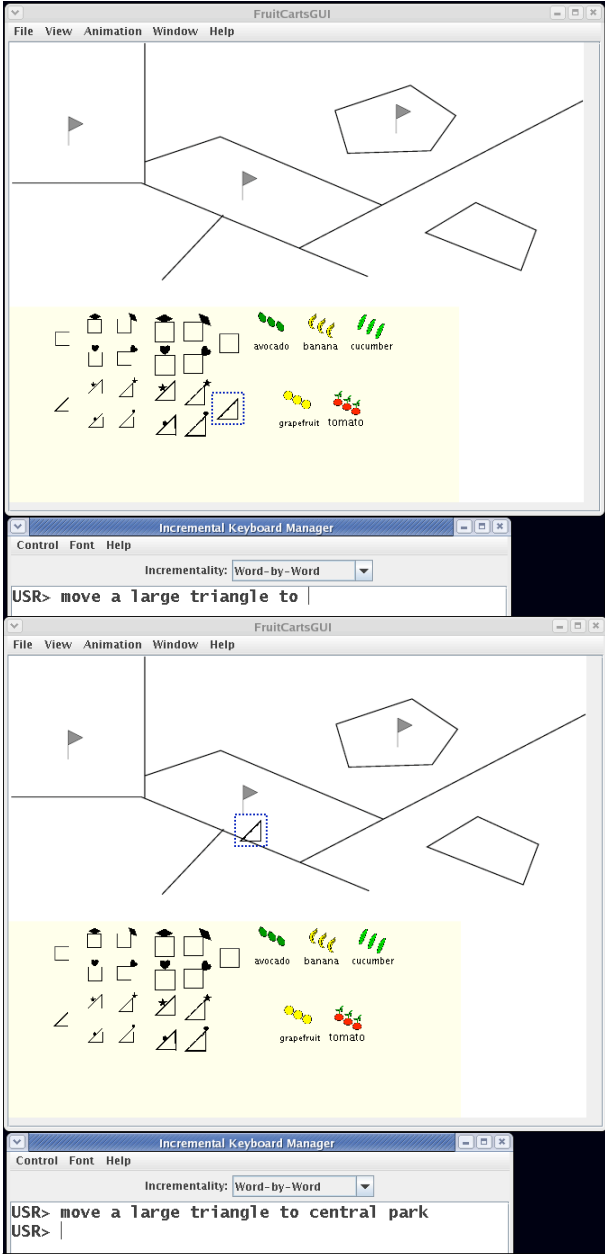 FruitCartsGUI
File View Animation Window Help
avocado banana cucumber
grapefruit tomato
Incremental Keyboard Manager
Control Font Help
Incrementality: Word-by-Word
USR> move a large triangle to
FruitCartsGUI
File View Animation Window Help
avocado banana cucumber
grapefruit tomato
Incremental Keyboard Manager
Control Font Help
Incrementality: Word-by-Word
USR> move a large triangle to central park
USR>